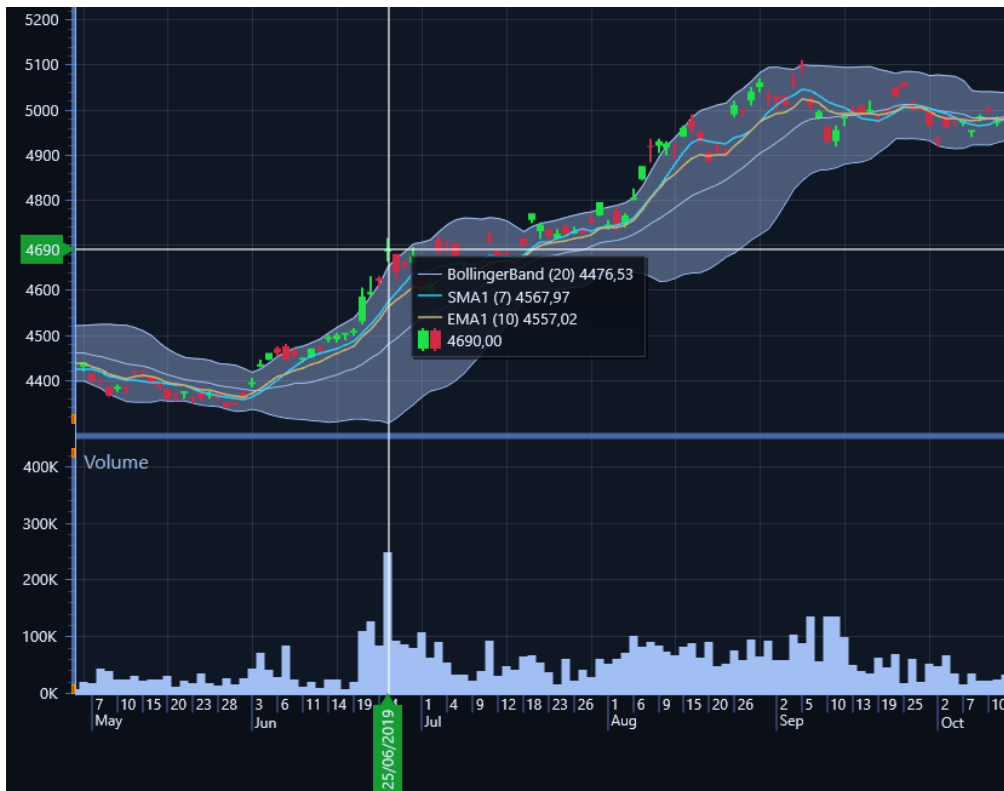 5200
5100
5000
4900
4800
4690
4600
4500
4400
BollingerBand (20) 4476,53
SMA1 (7) 4567,97
EMA1 (10) 4557,02
4690,00
Volume
400K
300K
200K
100K
0K
7 10 15 20 23 28 3 6 11 14 19 1 4 9 12 18 23 26 1 6 9 15 20 26 2 5 10 13 19 25 2 7 10
May Jun Jul Aug Sep Oct
25/06/2019